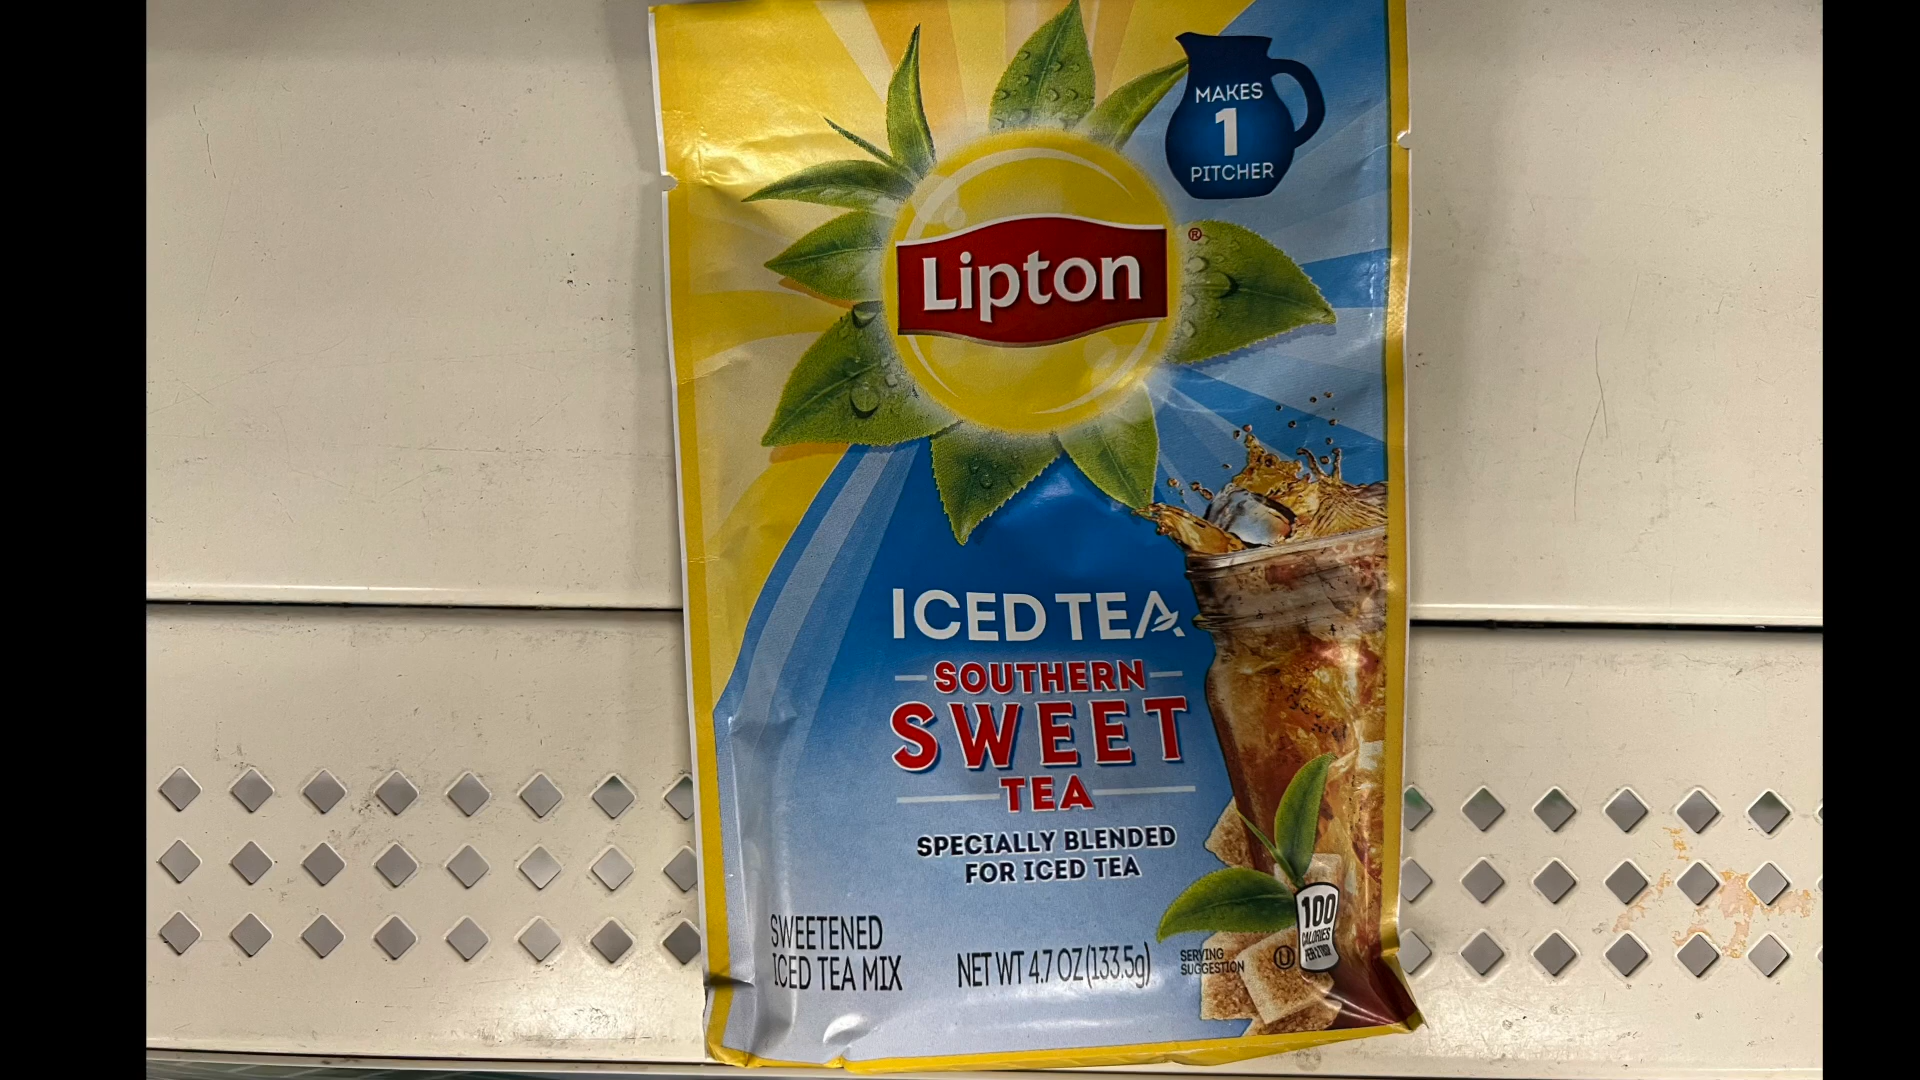 MAKES
1
PITCHER
Lipton
®
ICED TEA
SOUTHERN
SWEET
TEA
SPECIALLY BLENDED
FOR ICED TEA
SWEETENED
ICED TEA MIX
NET WT 4.7 OZ (133.5g)
SERVING
SUGGESTION
U
100
CALORIES